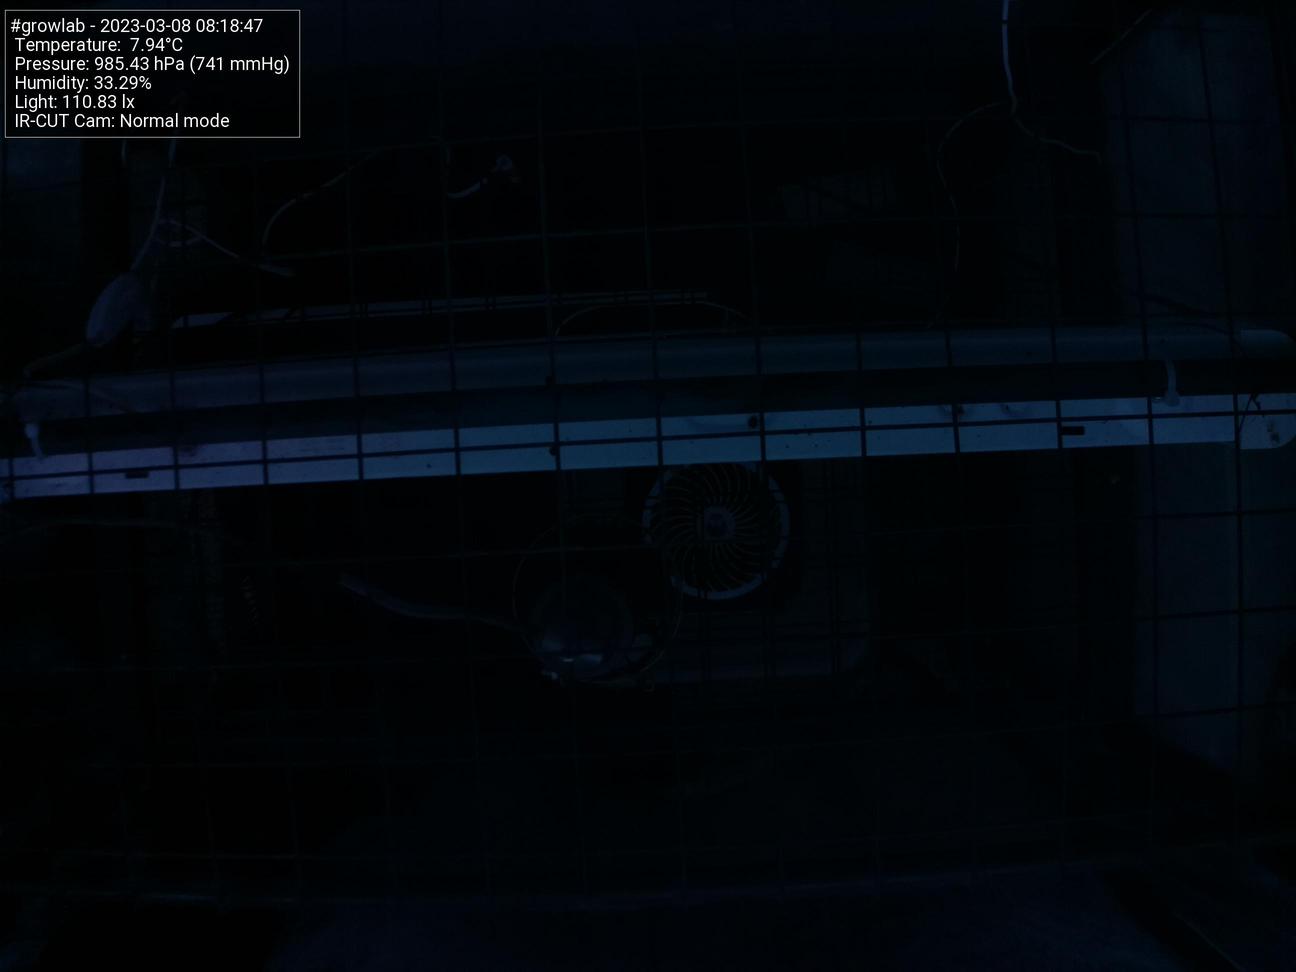 #growlab - 2023-03-08 08:18:47
Temperature: 7.94°C
Pressure: 985.43 hPa (741 mmHg)
Humidity: 33.29%
Light: 110.83 lx
IR-CUT Cam: Normal mode